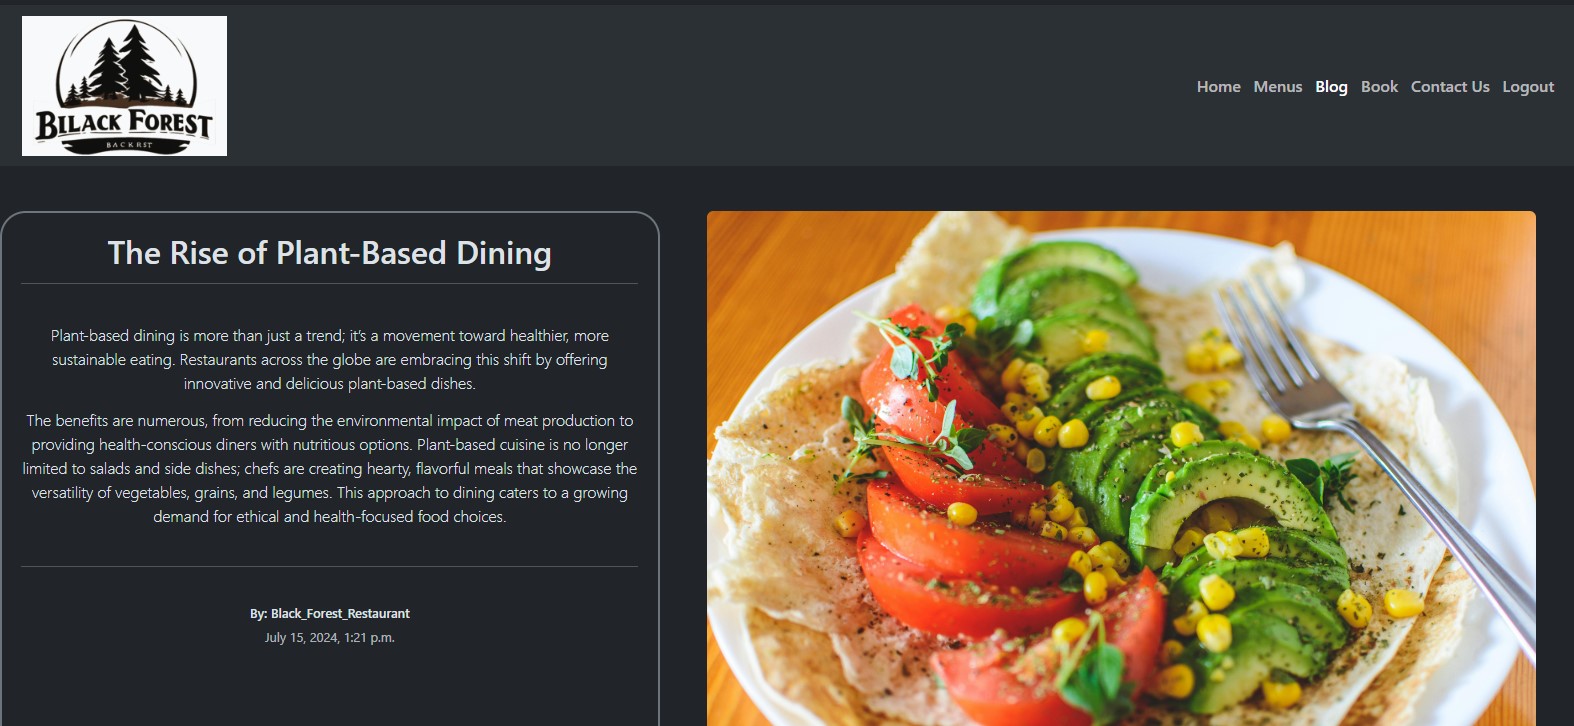 BILACK FOREST
BACKRST
Home Menus Blog Book Contact Us Logout
The Rise of Plant-Based Dining
Plant-based dining is more than just a trend; it's a movement toward healthier, more
sustainable eating. Restaurants across the globe are embracing this shift by offering
innovative and delicious plant-based dishes.
The benefits are numerous, from reducing the environmental impact of meat production to
providing health-conscious diners with nutritious options. Plant-based cuisine is no longer
limited to salads and side dishes; chefs are creating hearty, flavorful meals that showcase the
versatility of vegetables, grains, and legumes. This approach to dining caters to a growing
demand for ethical and health-focused food choices.
By: Black_Forest_Restaurant
July 15, 2024, 1:21 p.m.